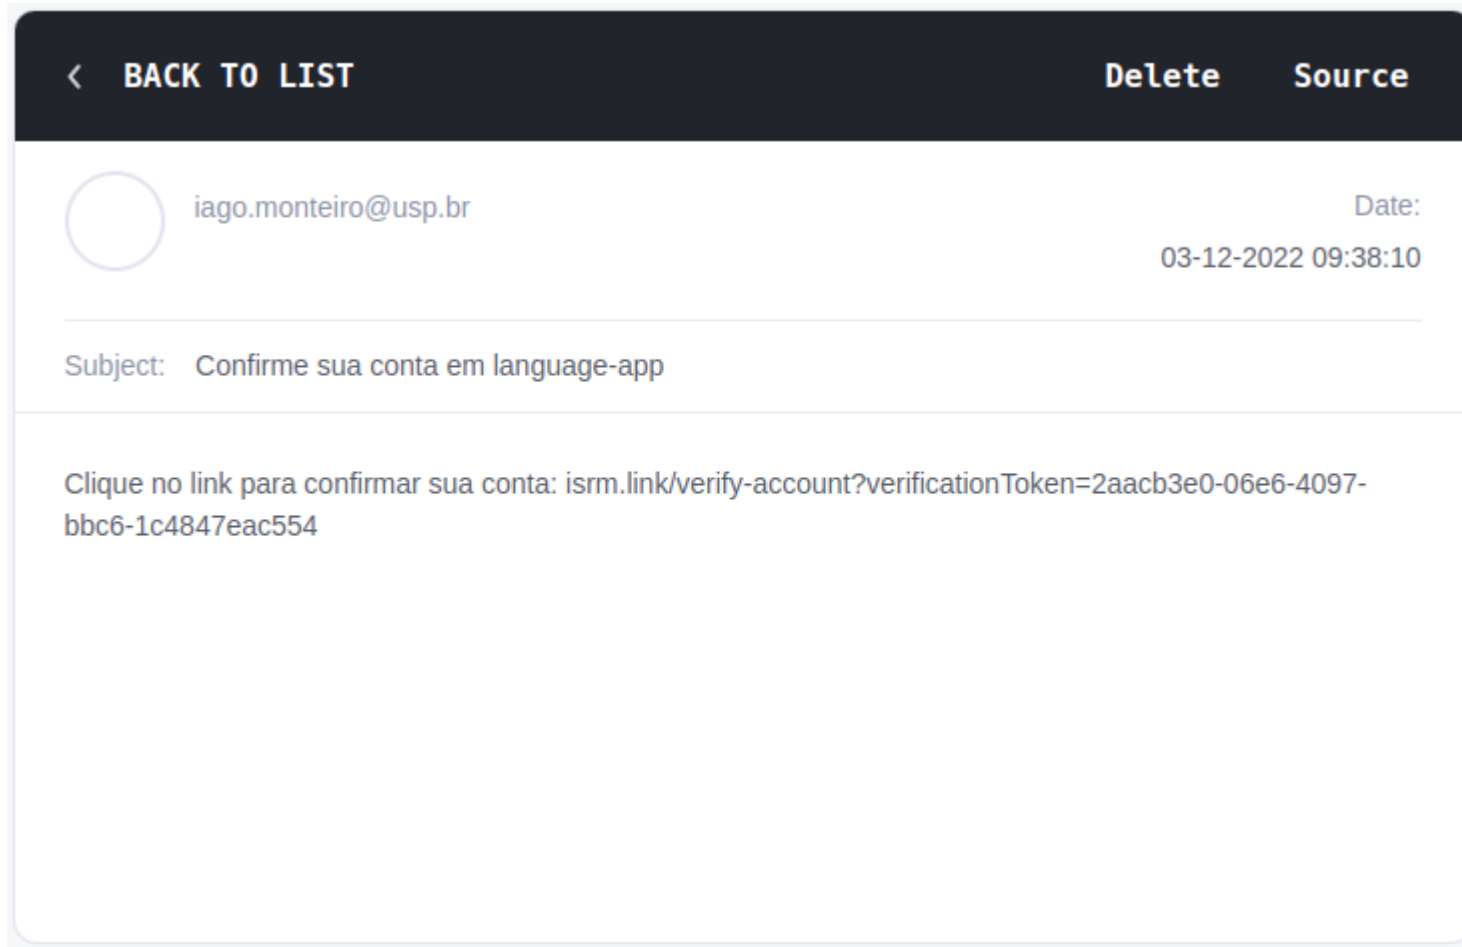 BACK TO LIST Delete Source
iago.monteiro@usp.br
Date:
03-12-2022 09:38:10
Subject: Confirme sua conta em language-app
Clique no link para confirmar sua conta: isrm.link/verify-account?verificationToken=2aacb3e0-06e6-4097-
bbc6-1c4847eac554